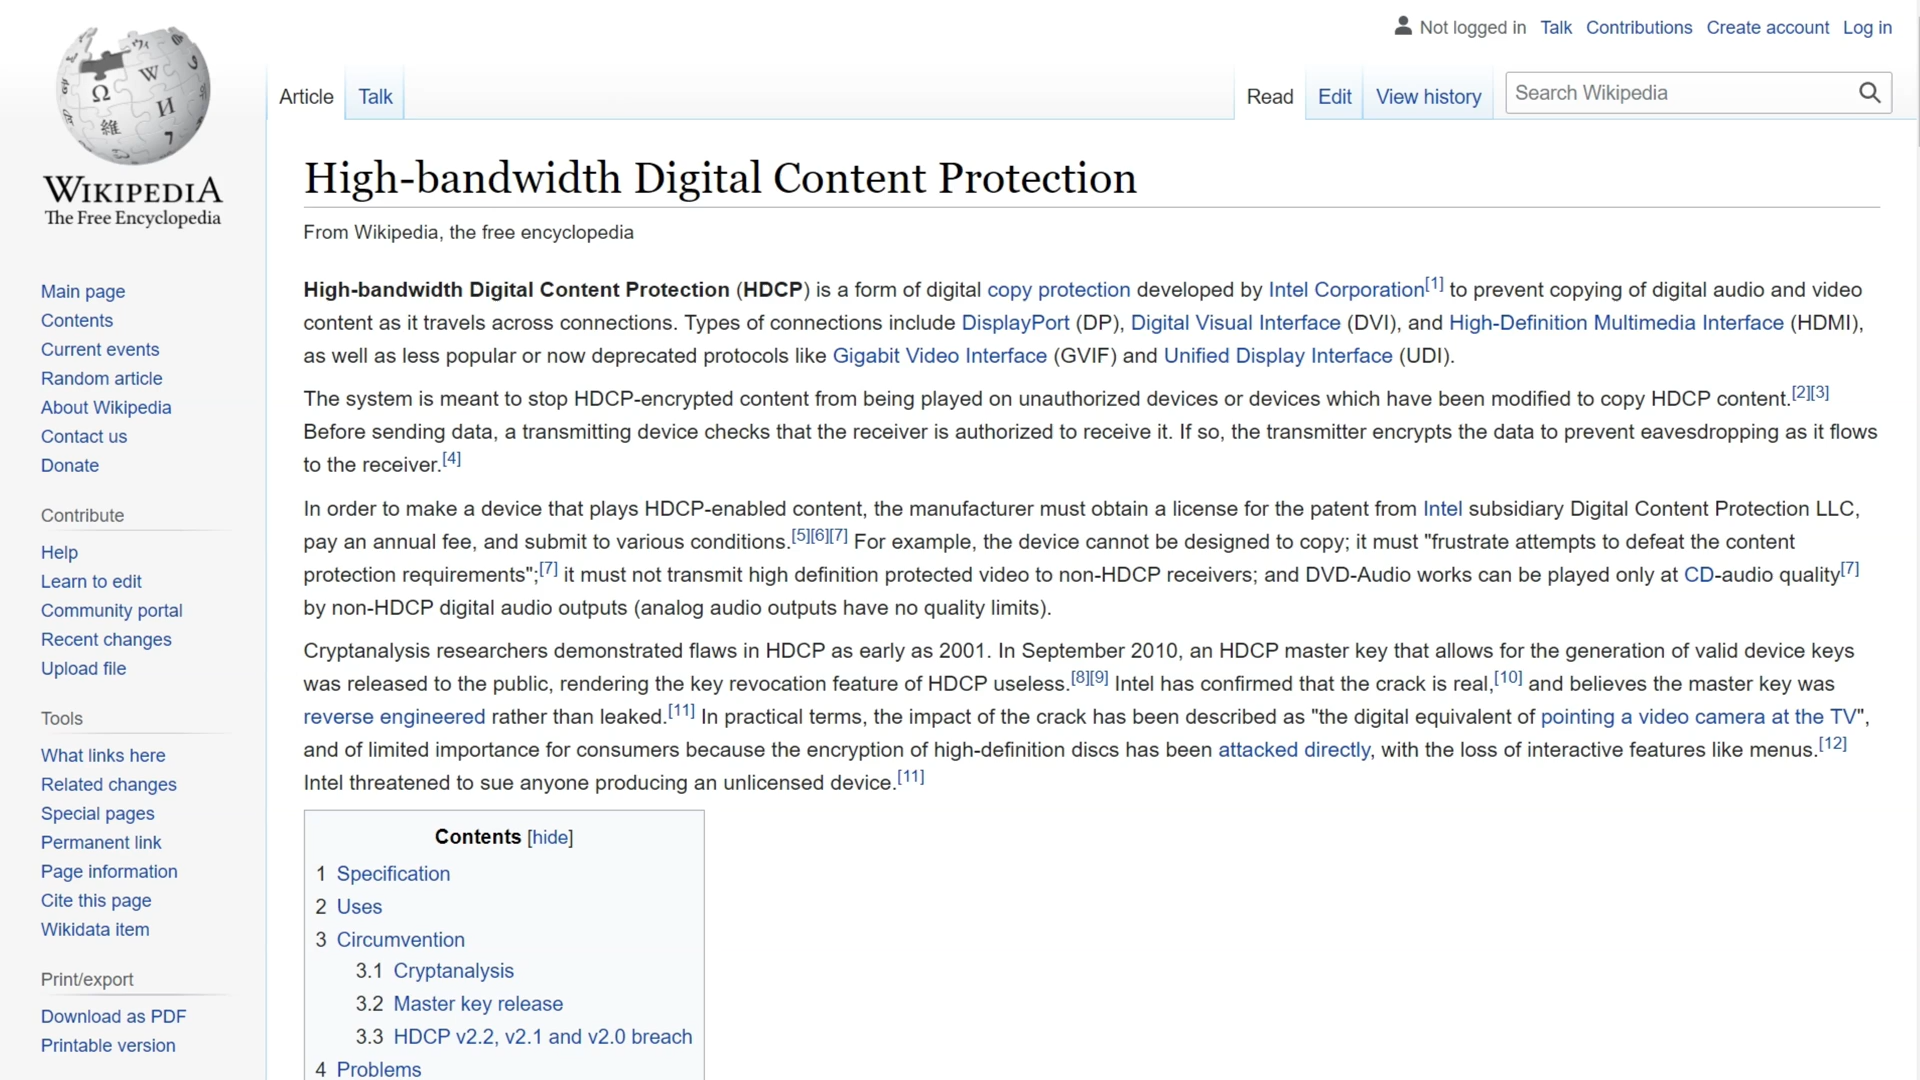 Not logged in Talk Contributions Create account Log in
Article Talk Read Edit View history Search Wikipedia
WIKIPEDIA
The Free Encyclopedia
Main page
Contents
Current events
Random article
About Wikipedia
Contact us
Donate
Contribute
Help
Learn to edit
Community portal
Recent changes
Upload file
Tools
What links here
Related changes
Special pages
Permanent link
Page information
Cite this page
Wikidata item
Print/export
Download as PDF
Printable version
High-bandwidth Digital Content Protection
From Wikipedia, the free encyclopedia
High-bandwidth Digital Content Protection (HDCP) is a form of digital copy protection developed by Intel Corporation[1] to prevent copying of digital audio and video
content as it travels across connections. Types of connections include DisplayPort (DP), Digital Visual Interface (DVI), and High-Definition Multimedia Interface (HDMI),
as well as less popular or now deprecated protocols like Gigabit Video Interface (GVIF) and Unified Display Interface (UDI).
The system is meant to stop HDCP-encrypted content from being played on unauthorized devices or devices which have been modified to copy HDCP content.[2][3]
Before sending data, a transmitting device checks that the receiver is authorized to receive it. If so, the transmitter encrypts the data to prevent eavesdropping as it flows
to the receiver.[4]
In order to make a device that plays HDCP-enabled content, the manufacturer must obtain a license for the patent from Intel subsidiary Digital Content Protection LLC,
pay an annual fee, and submit to various conditions.[5][6][7] For example, the device cannot be designed to copy; it must "frustrate attempts to defeat the content
protection requirements";[7] it must not transmit high definition protected video to non-HDCP receivers; and DVD-Audio works can be played only at CD-audio quality[7]
by non-HDCP digital audio outputs (analog audio outputs have no quality limits).
Cryptanalysis researchers demonstrated flaws in HDCP as early as 2001. In September 2010, an HDCP master key that allows for the generation of valid device keys
was released to the public, rendering the key revocation feature of HDCP useless.[8][9] Intel has confirmed that the crack is real,[10] and believes the master key was
reverse engineered rather than leaked.[11] In practical terms, the impact of the crack has been described as "the digital equivalent of pointing a video camera at the TV",
and of limited importance for consumers because the encryption of high-definition discs has been attacked directly, with the loss of interactive features like menus.[12]
Intel threatened to sue anyone producing an unlicensed device.[11]
Contents [hide]
1 Specification
2 Uses
3 Circumvention
3.1 Cryptanalysis
3.2 Master key release
3.3 HDCP v2.2, v2.1 and v2.0 breach
4 Problems